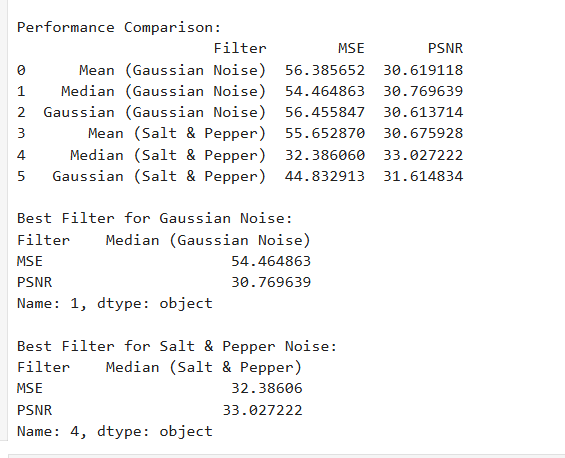 Performance Comparison:
                       Filter        MSE       PSNR
0      Mean (Gaussian Noise)  56.385652  30.619118
1    Median (Gaussian Noise)  54.464863  30.769639
2  Gaussian (Gaussian Noise)  56.455847  30.613714
3       Mean (Salt & Pepper)  55.652870  30.675928
4     Median (Salt & Pepper)  32.386060  33.027222
5   Gaussian (Salt & Pepper)  44.832913  31.614834

Best Filter for Gaussian Noise:
Filter    Median (Gaussian Noise)
MSE                     54.464863
PSNR                    30.769639
Name: 1, dtype: object

Best Filter for Salt & Pepper Noise:
Filter    Median (Salt & Pepper)
MSE                     32.38606
PSNR                   33.027222
Name: 4, dtype: object